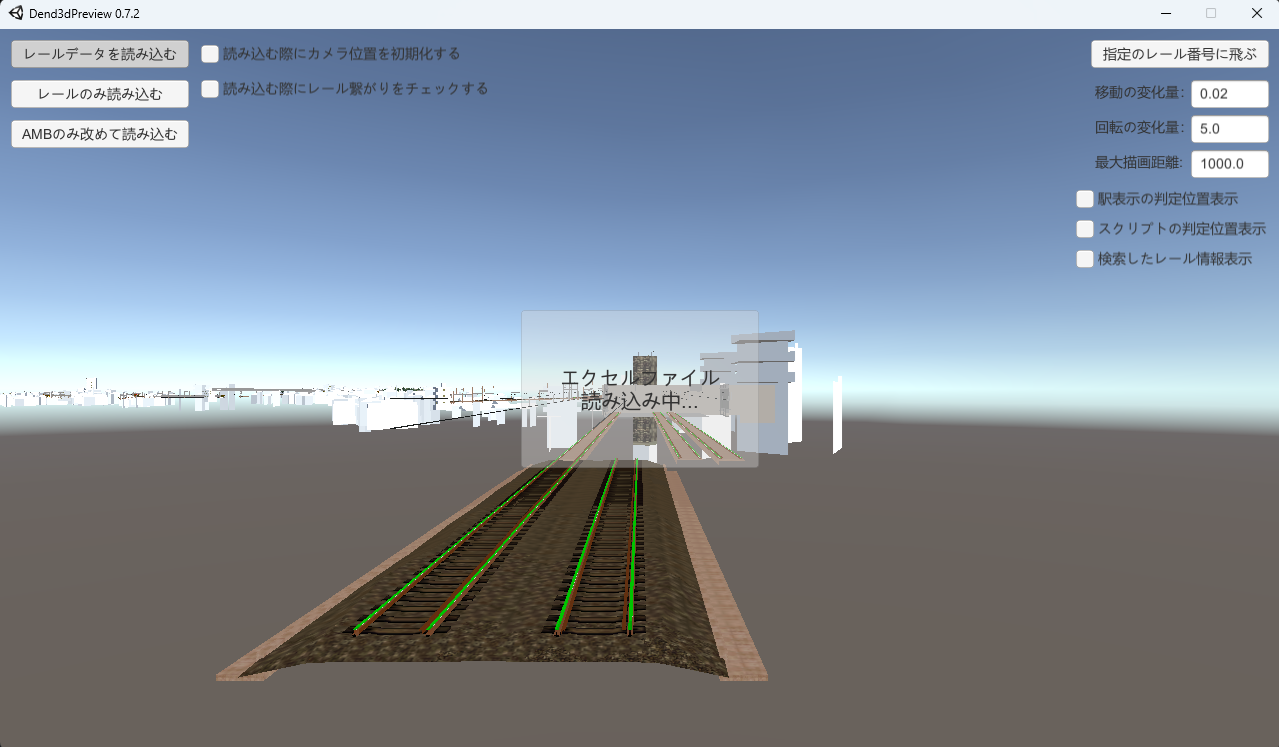 Dend3dPreview 0.7.2
レールデータを読み込む
読み込む際にカメラ位置を初期化する
指定のレール番号に飛ぶ
レールのみ読み込む
読み込む際にレール繋がりをチェックする
移動の変化量: 0.02
AMBのみ改めて読み込む
回転の変化量: 5.0
最大描画距離: 1000.0
駅表示の判定位置表示
スクリプトの判定位置表示
検索したレール情報表示
エクセルファイル
読み込み中...